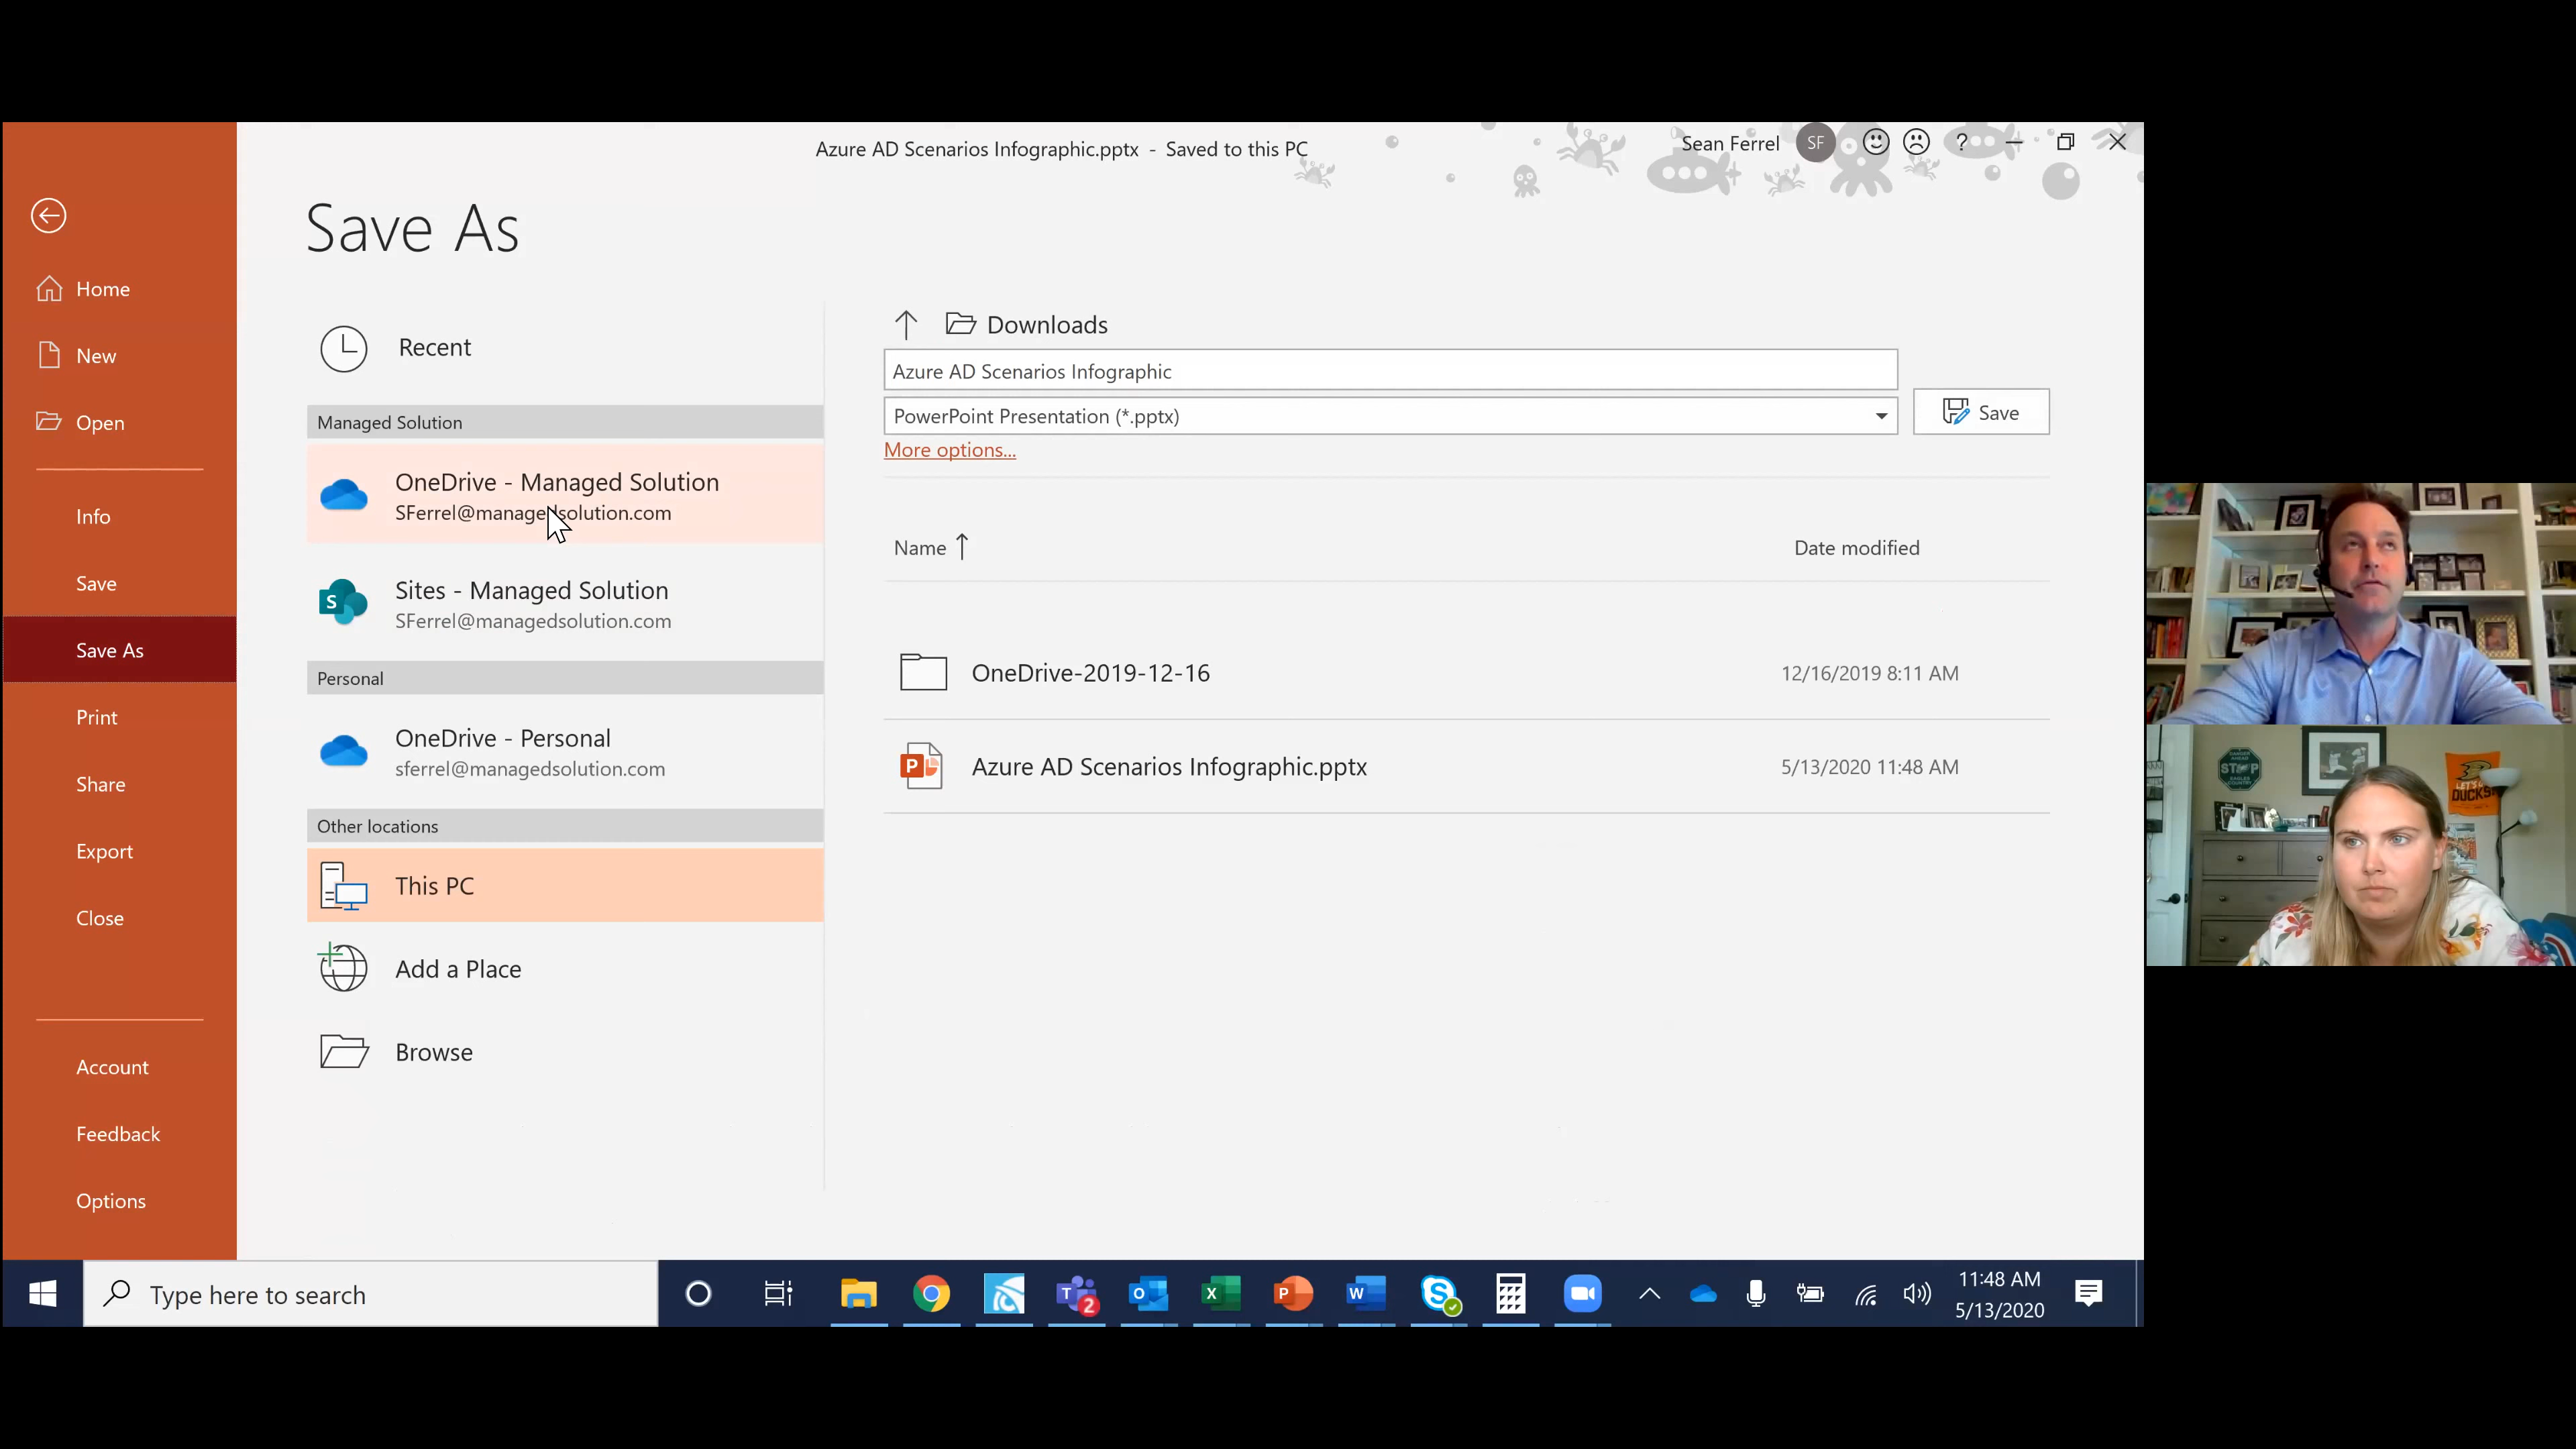 Azure AD Scenarios Infographic.pptx - Saved to this PC
Sean Ferrel
SF
?
Save As
Home
New
Open
Info
Save
Save As
Print
Share
Export
Close
Account
Feedback
Options
Recent
Managed Solution
OneDrive - Managed Solution
SFerrel@managedsolution.com
S
Sites - Managed Solution
SFerrel@managedsolution.com
Personal
OneDrive - Personal
sferrel@managedsolution.com
Other locations
This PC
Add a Place
Browse
Downloads
Azure AD Scenarios Infographic
PowerPoint Presentation (*.pptx)
Save
More options...
Name
Date modified
OneDrive-2019-12-16
12/16/2019 8:11 AM
P
Azure AD Scenarios Infographic.pptx
5/13/2020 11:48 AM
STOP
DUCKS
Type here to search
T
2
O
X
P
W
S
11:48 AM
5/13/2020